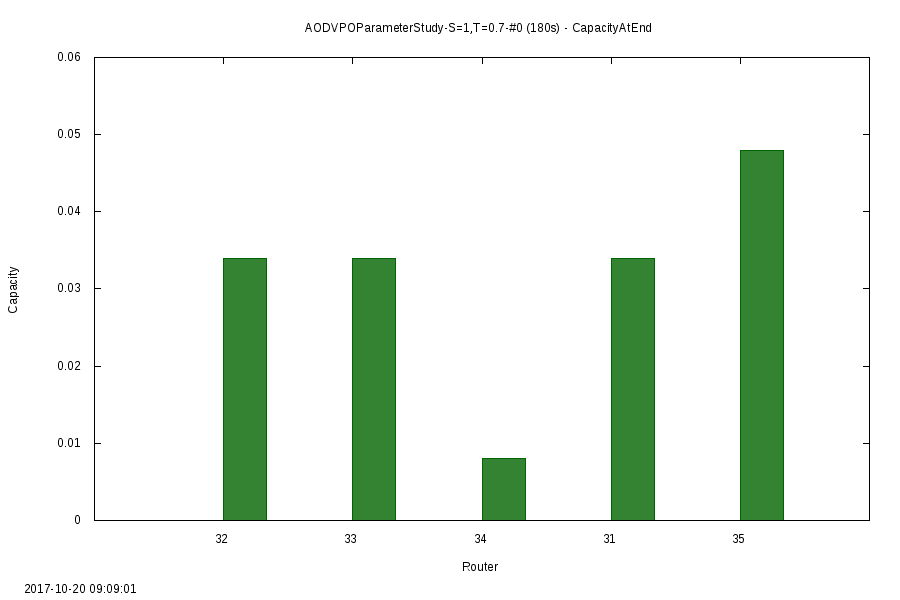 AODVPOParameterStudy-S=1,T=0.7-#0 (180s) - CapacityAtEnd
0.06
0.05
0.04
0.03
0.02
0.01
0
Capacity
32 33 34 31 35
Router
2017-10-20 09:09:01